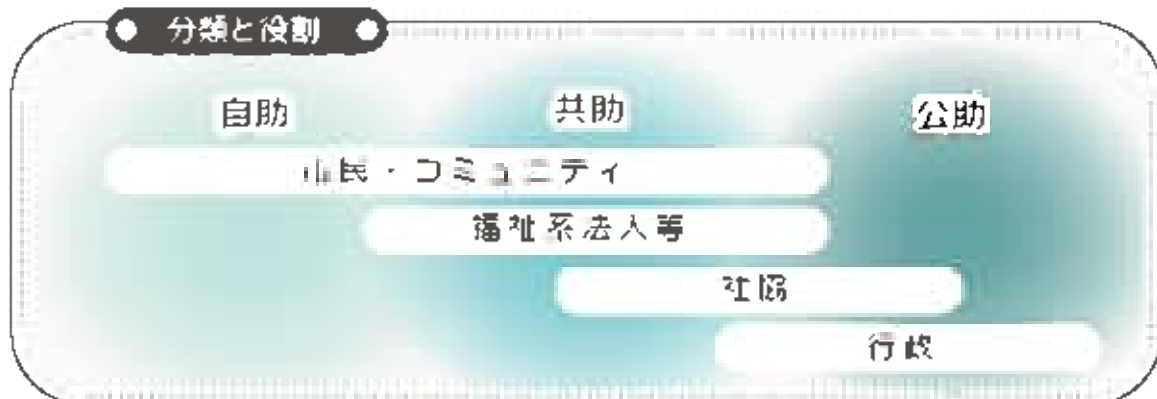 分類と役割
自助 共助 公助
市民・コミュニティ
福祉系法人等
社協
行政